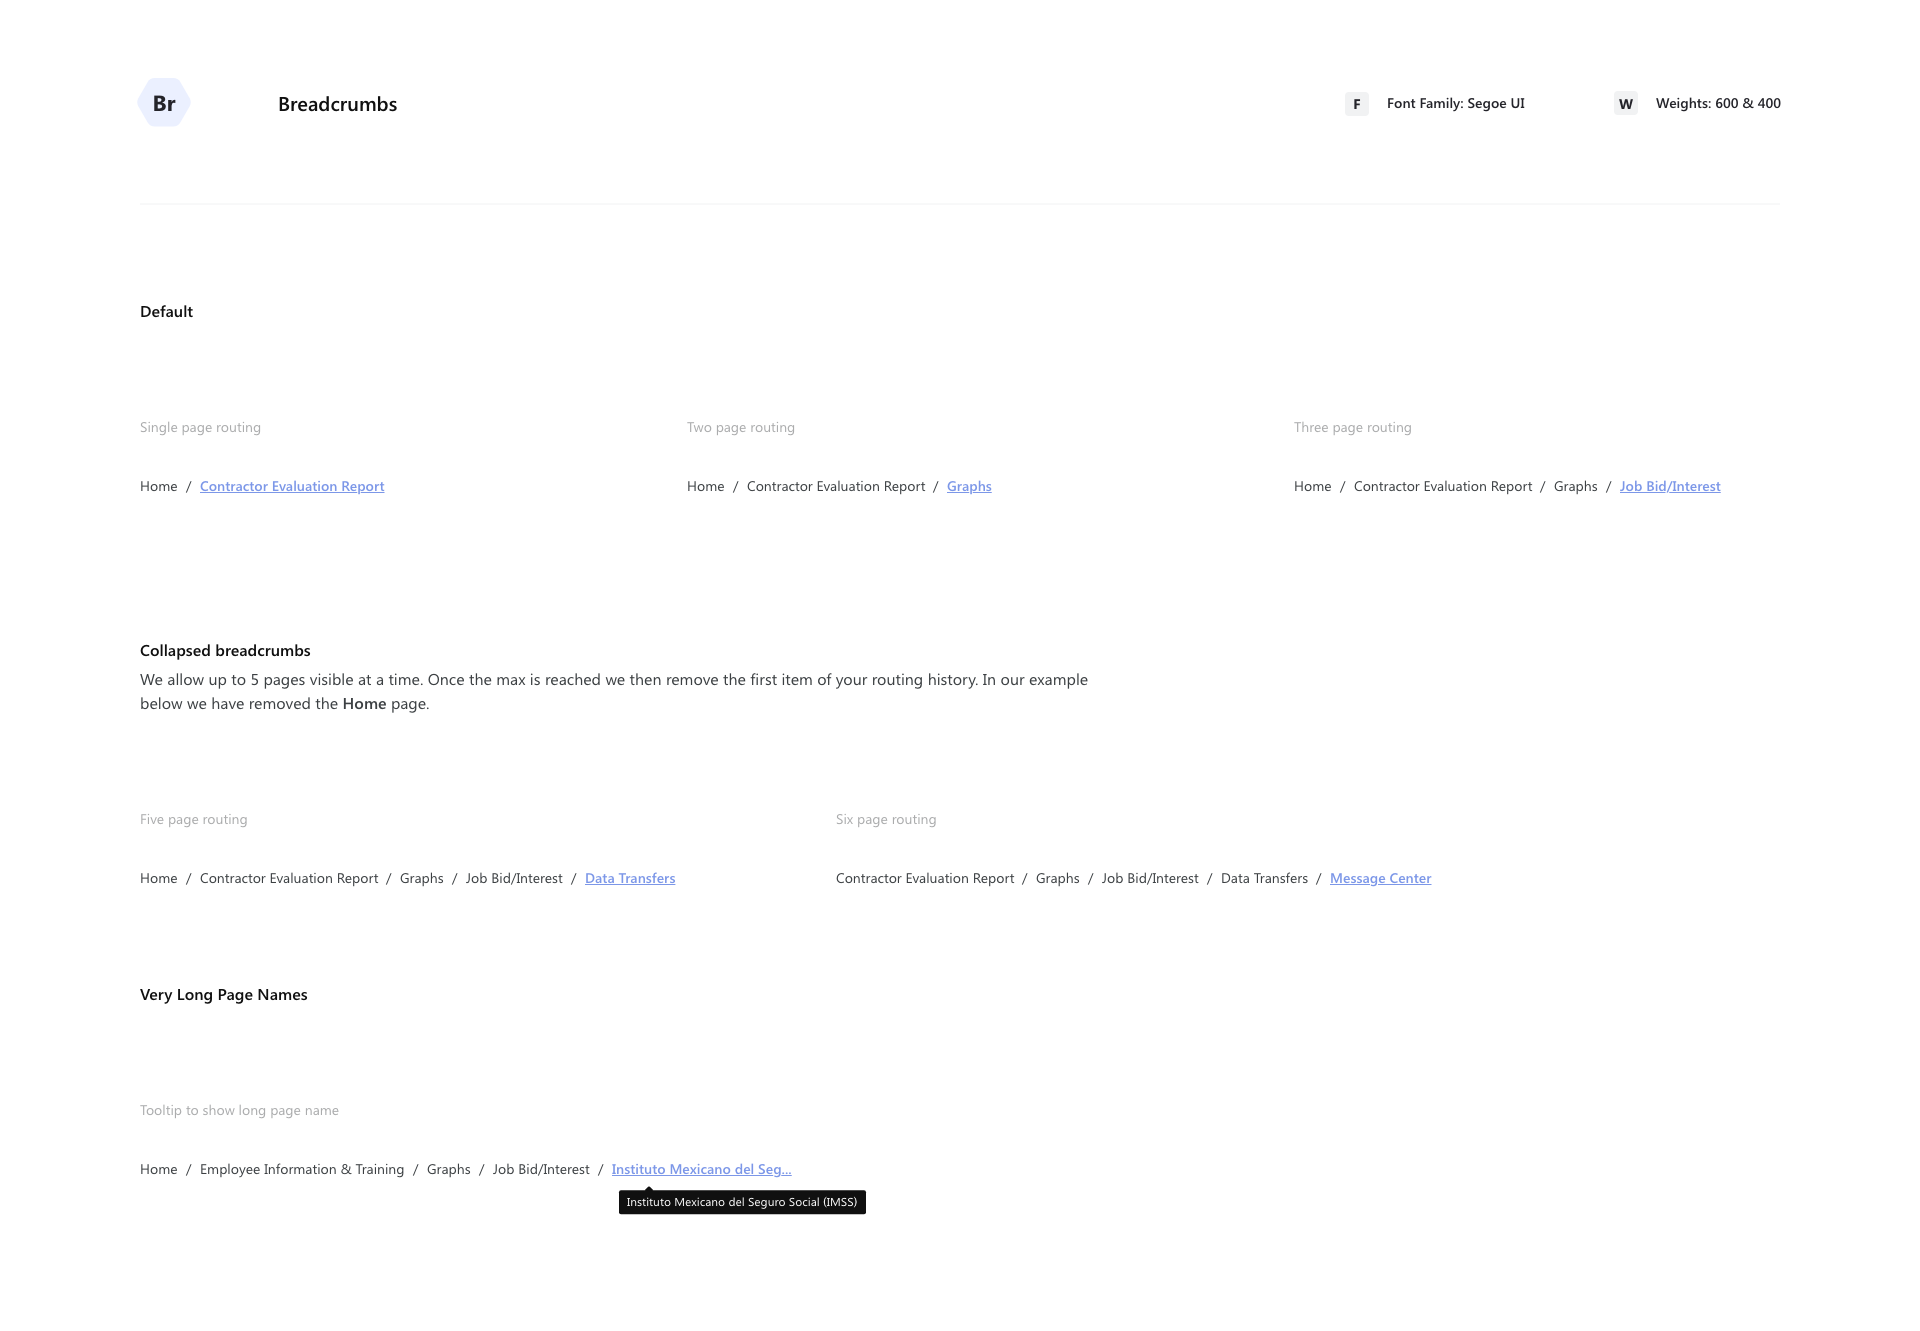 Br
Breadcrumbs
F
Font Family: Segoe UI
W
Weights: 600 & 400
Default
Single page routing
Home / Contractor Evaluation Report
Two page routing
Home / Contractor Evaluation Report / Graphs
Three page routing
Home / Contractor Evaluation Report / Graphs / Job Bid/Interest
Collapsed breadcrumbs
We allow up to 5 pages visible at a time. Once the max is reached we then remove the first item of your routing history. In our example
below we have removed the Home page.
Five page routing
Home / Contractor Evaluation Report / Graphs / Job Bid/Interest / Data Transfers
Six page routing
Contractor Evaluation Report / Graphs / Job Bid/Interest / Data Transfers / Message Center
Very Long Page Names
Tooltip to show long page name
Home / Employee Information & Training / Graphs / Job Bid/Interest / Instituto Mexicano del Seg...
Instituto Mexicano del Seguro Social (IMSS)